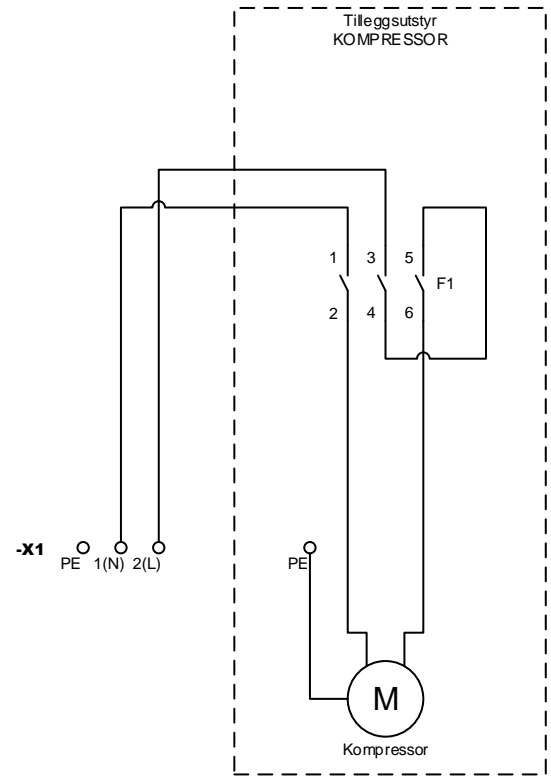 Tilleggsutstyr
KOMPRESSOR
1 3 5
F1
2 4 6
-X1
PE 1(N) 2(L)
PE
M
Kompressor